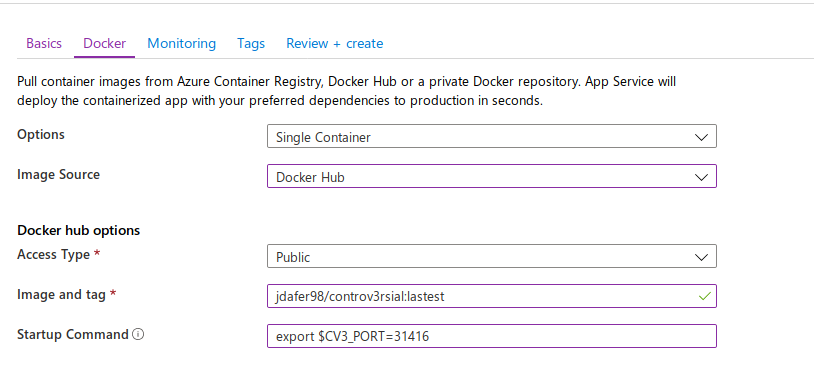 Basics Docker Monitoring Tags Review + create
Pull container images from Azure Container Registry, Docker Hub or a private Docker repository. App Service will
deploy the containerized app with your preferred dependencies to production in seconds.
Options Single Container
Image Source Docker Hub
Docker hub options
Access Type * Public
Image and tag * jdafer98/controv3rsial:lastest
Startup Command export $CV3_PORT=31416